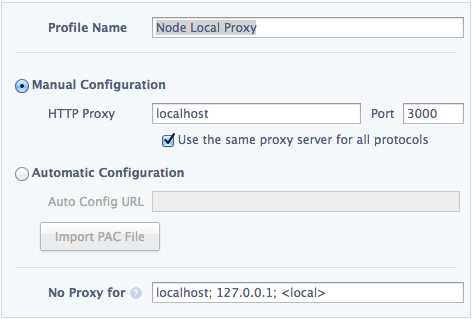 Profile Name Node Local Proxy
Manual Configuration
HTTP Proxy localhost Port 3000
Use the same proxy server for all protocols
Automatic Configuration
Auto Config URL
Import PAC File
No Proxy for ? localhost; 127.0.0.1; <local>